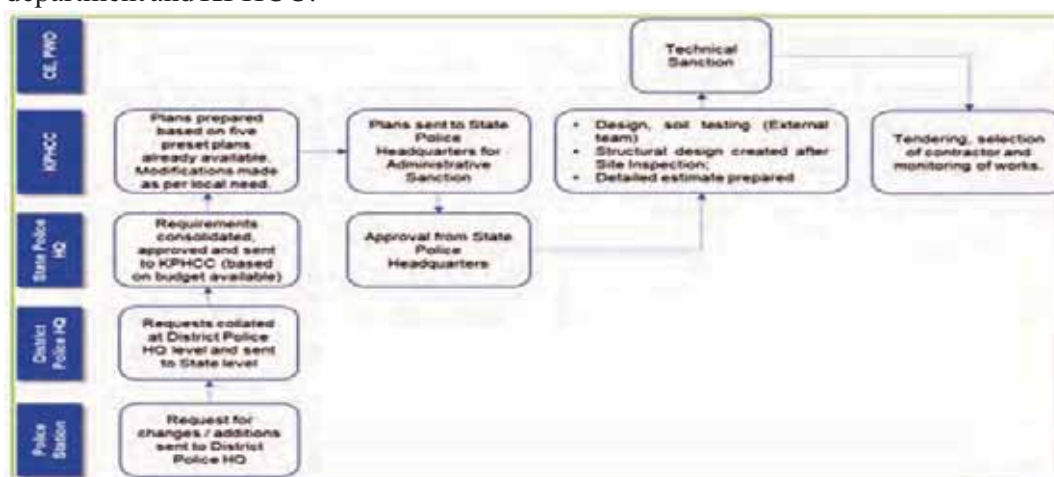 department and KPHCC.
CE, PWD
Technical
Sanction
KPHCC
Plans prepared
based on five
preset plans
already available.
Modifications made
as per local need.
Plans sent to State
Police
Headquarters for
Administrative
Sanction
• Design, soil testing (External
team)
• Structural design created after
Site Inspection;
• Detailed estimate prepared
Tendering, selection
of contractor and
monitoring of works.
State Police
HQ
Requirements
consolidated,
approved and sent
to KPHCC (based
on budget available)
Approval from State
Police
Headquarters
District
Police HQ
Requests collated
at District Police
HQ level and sent
to State level
Police
Station
Request for
changes / additions
sent to District
Police HQ